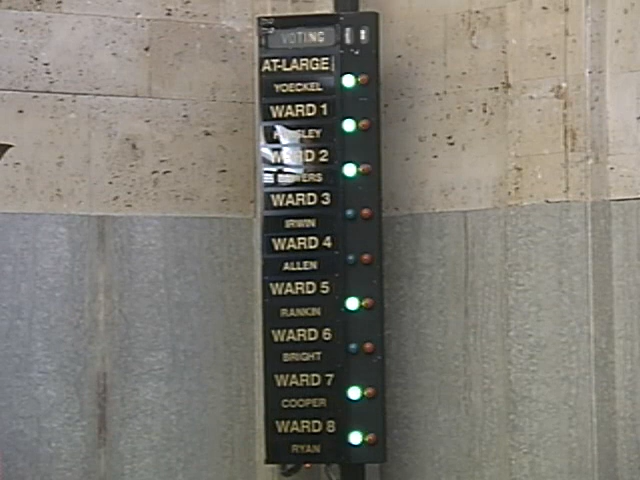 VOTING
AT-LARGE
YOECKEL
WARD 1
WARD 2
WARD 3
IRWIN
WARD 4
ALLEN
WARD 5
RANKIN
WARD 6
BRIGHT
WARD 7
COOPER
WARD 8
RYAN